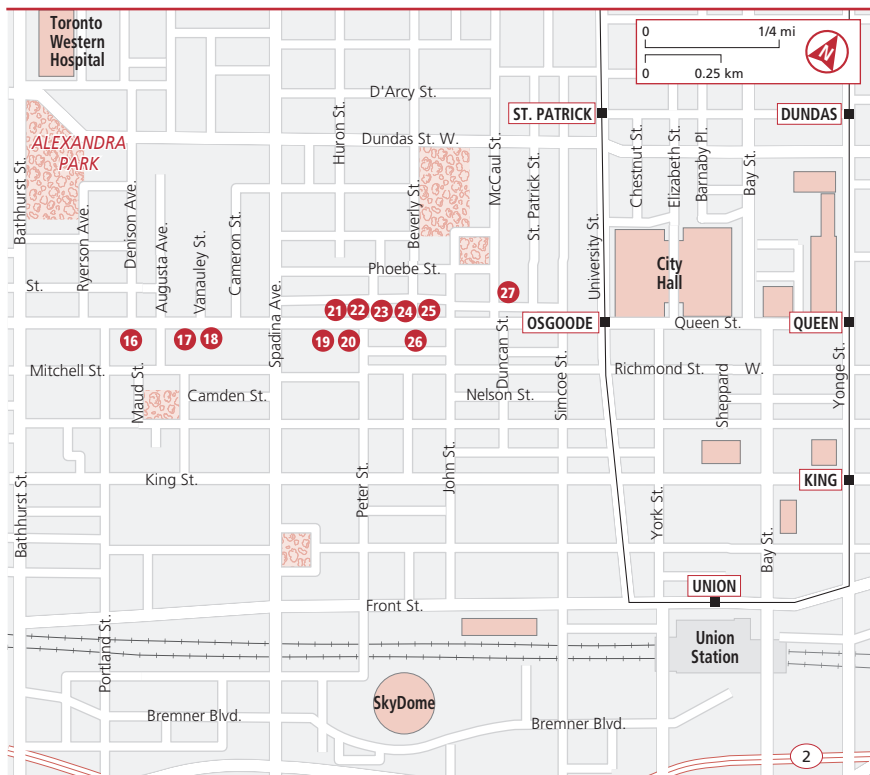 Toronto
Western
Hospital
0 1/4 mi
0 0.25 km
N
D'Arcy St.
ST. PATRICK
DUNDAS
ALEXANDRA
PARK
Huron St.
Dundas St. W.
McCaul St.
St. Patrick St.
Chestnut St.
Elizabeth St.
Barnaby Pl.
Bay St.
Bathhurst St.
Ryerson Ave.
Denison Ave.
Augusta Ave.
Vanauley St.
Cameron St.
Spadina Ave.
Beverly St.
University St.
Phoebe St.
City
Hall
St.
27
21
22
23
24
25
OSGOODE
Queen St.
QUEEN
16
17
18
19
20
26
Duncan St.
Simcoe St.
Mitchell St.
Maud St.
Camden St.
Nelson St.
Richmond St. W.
Sheppard
Yonge St.
Bathhurst St.
King St.
Peter St.
John St.
York St.
Bay St.
KING
UNION
Front St.
Portland St.
Union
Station
SkyDome
Bremner Blvd.
Bremner Blvd.
2